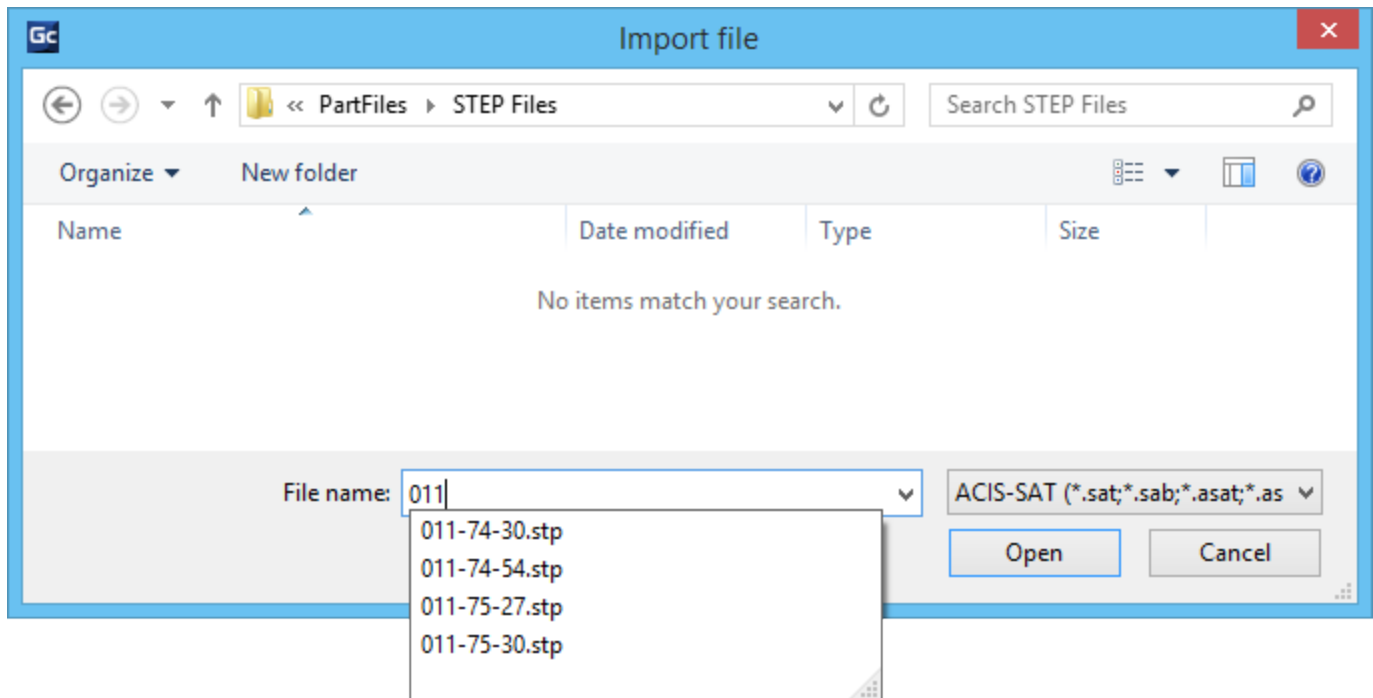 Gc
Import file
« PartFiles STEP Files
Search STEP Files
Organize
New folder
Name
Date modified
Type
Size
No items match your search.
File name: 011
ACIS-SAT (*.sat;*.sab;*.asat;*.as
011-74-30.stp
011-74-54.stp
011-75-27.stp
011-75-30.stp
Open
Cancel